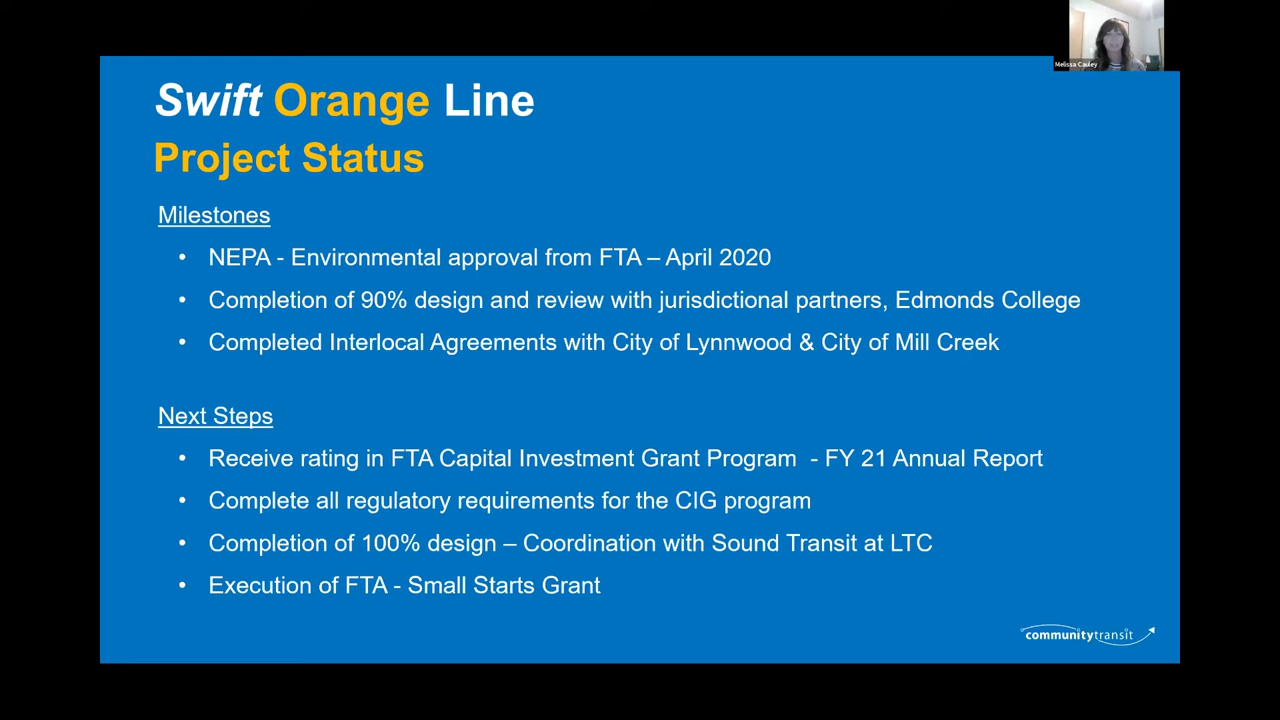 Melissa Cauley
Swift Orange Line
Project Status
Milestones
• NEPA - Environmental approval from FTA – April 2020
• Completion of 90% design and review with jurisdictional partners, Edmonds College
• Completed Interlocal Agreements with City of Lynnwood & City of Mill Creek
Next Steps
• Receive rating in FTA Capital Investment Grant Program - FY 21 Annual Report
• Complete all regulatory requirements for the CIG program
• Completion of 100% design – Coordination with Sound Transit at LTC
• Execution of FTA - Small Starts Grant
communitytransit